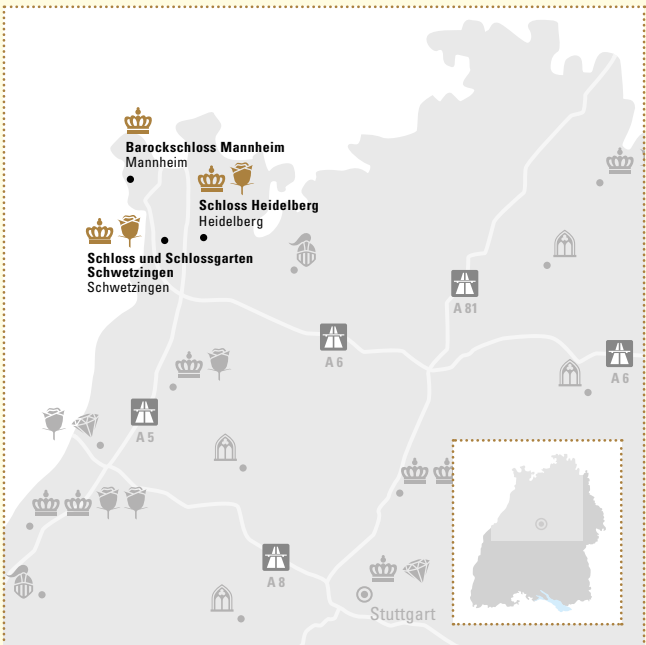 Barockschloss Mannheim
Mannheim
Schloss Heidelberg
Heidelberg
Schloss und Schlossgarten
Schwetzingen
Schwetzingen
A 81
A 6
A 6
A 5
A 8
Stuttgart